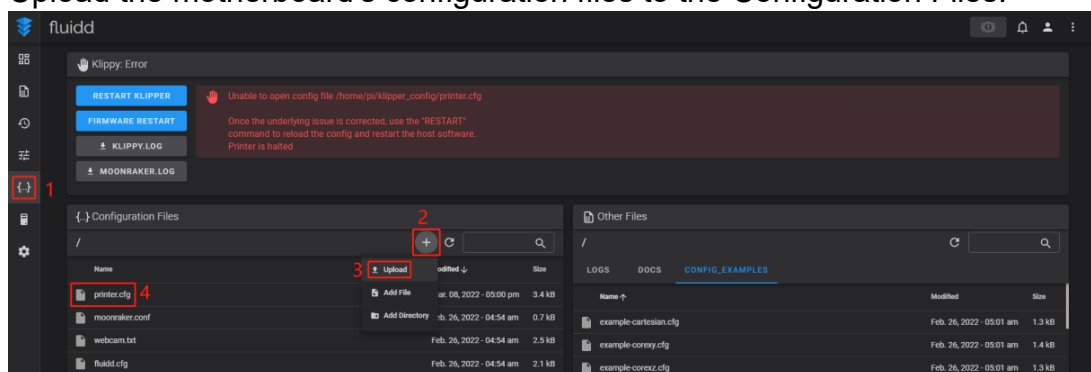 Upload the motherboard's configuration files to the Configuration Files.
fluidd
Klippy: Error
RESTART KLIPPER
FIRMWARE RESTART
KLIPPY.LOG
MOONRAKER.LOG
Unable to open config file /home/pi/klipper_config/printer.cfg
Once the underlying issue is corrected, use the "RESTART"
command to reload the config and restart the host software.
Printer is halted
{...} 1
{...} Configuration Files
2
/
+
Name Modified Size
3 Upload
Add File
Add Directory
printer.cfg 4 Mar. 08, 2022 - 05:00 pm 3.4 kB
moonraker.conf Feb. 26, 2022 - 04:54 am 0.7 kB
webcam.txt Feb. 26, 2022 - 04:54 am 2.5 kB
fluidd.cfg Feb. 26, 2022 - 04:54 am 2.1 kB
Other Files
/
LOGS DOCS CONFIG_EXAMPLES
Name Modified Size
example-cartesian.cfg Feb. 26, 2022 - 05:01 am 1.3 kB
example-corexy.cfg Feb. 26, 2022 - 05:01 am 1.4 kB
example-corexz.cfg Feb. 26, 2022 - 05:01 am 1.3 kB